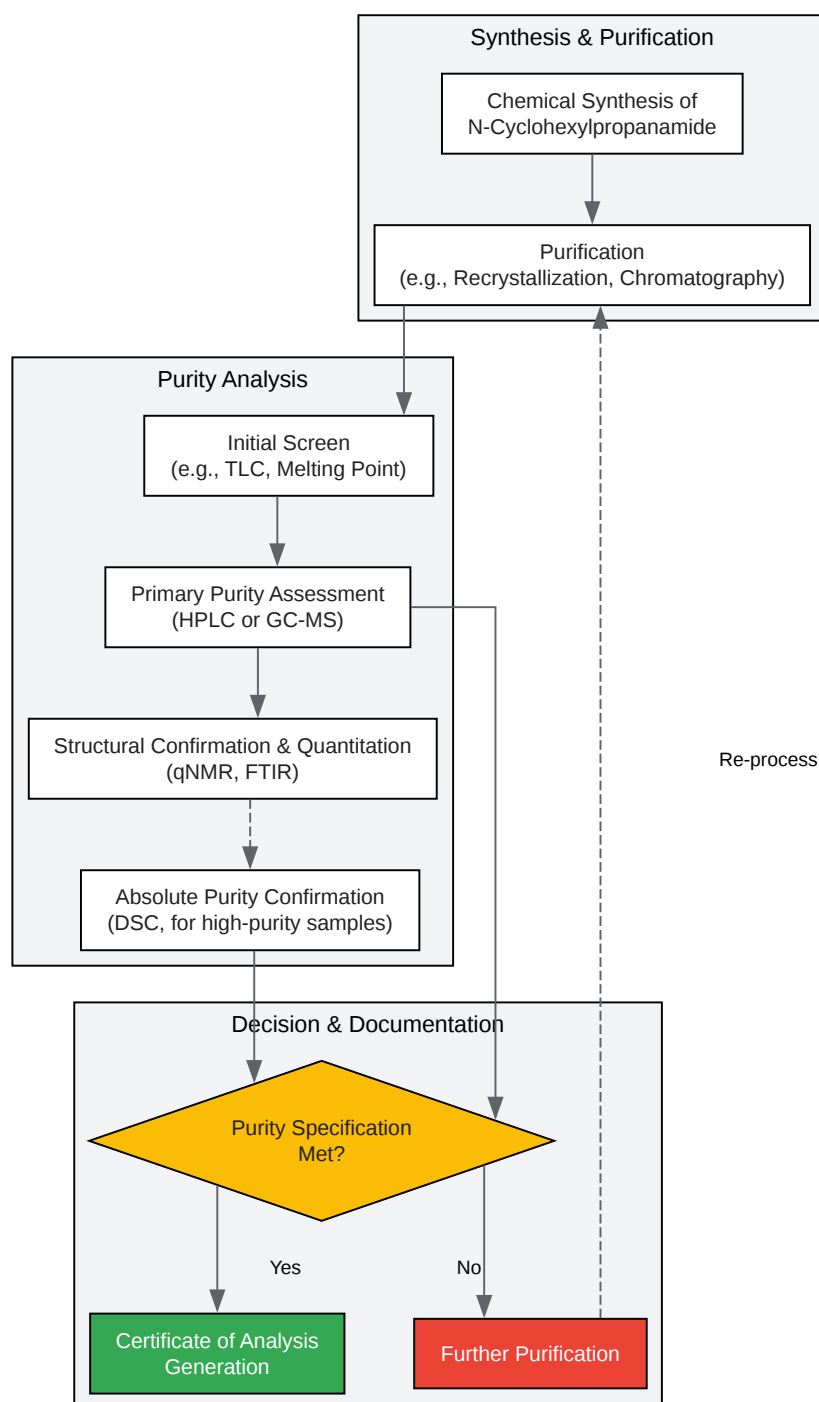 Synthesis & Purification
Chemical Synthesis of
N-Cyclohexylpropanamide
Purification
(e.g., Recrystallization, Chromatography)
Purity Analysis
Initial Screen
(e.g., TLC, Melting Point)
Primary Purity Assessment
(HPLC or GC-MS)
Structural Confirmation & Quantitation
(qNMR, FTIR)
Re-process
Absolute Purity Confirmation
(DSC, for high-purity samples)
Decision & Documentation
Purity Specification
Met?
Yes
No
Certificate of Analysis
Generation
Further Purification